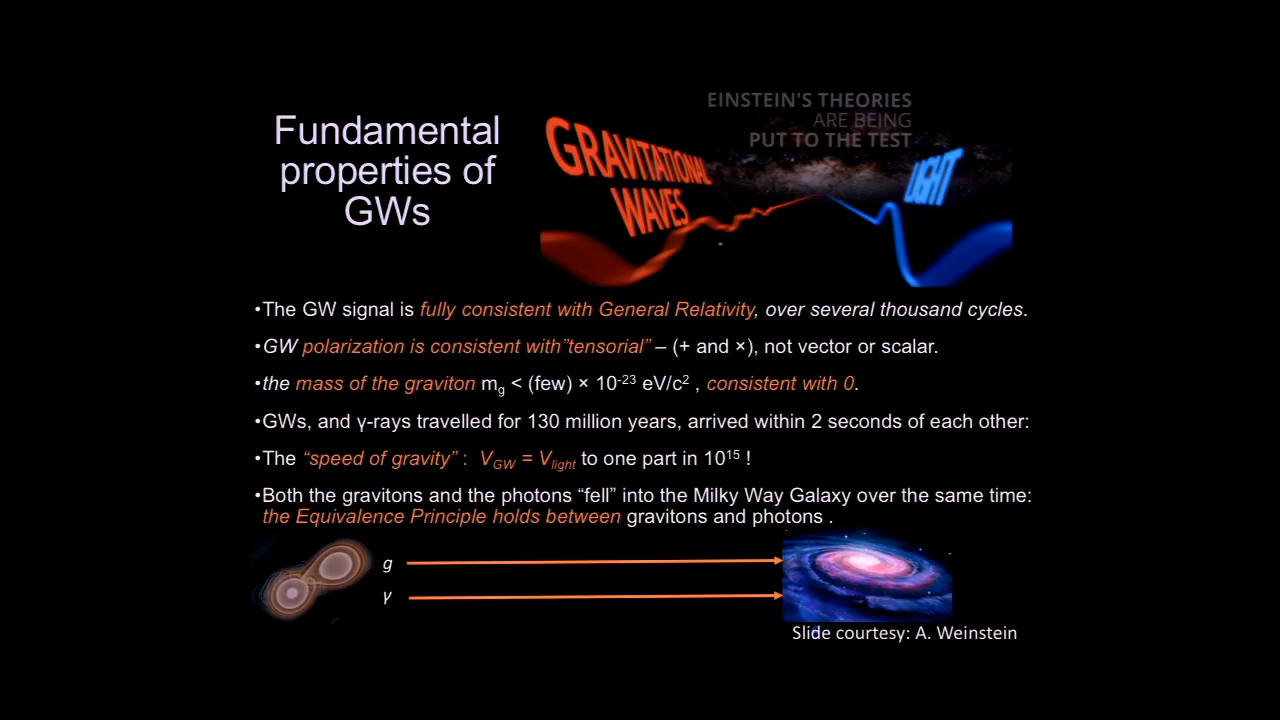 Fundamental
properties of
GWs
EINSTEIN'S THEORIES
ARE BEING
PUT TO THE TEST
GRAVITATIONAL
WAVES
LIGHT
•The GW signal is fully consistent with General Relativity, over several thousand cycles.
•GW polarization is consistent with”tensorial” – (+ and ×), not vector or scalar.
•the mass of the graviton mg < (few) × 10-23 eV/c2 , consistent with 0.
•GWs, and γ-rays travelled for 130 million years, arrived within 2 seconds of each other:
•The “speed of gravity” : VGW = Vlight to one part in 1015 !
•Both the gravitons and the photons “fell” into the Milky Way Galaxy over the same time:
the Equivalence Principle holds between gravitons and photons .
g
γ
Slide courtesy: A. Weinstein